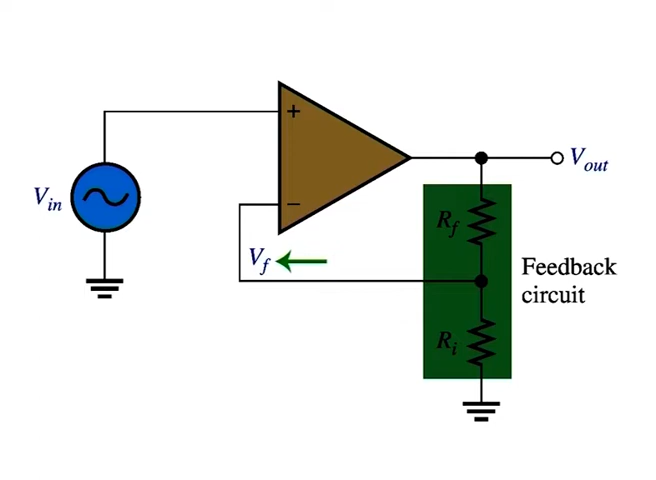 +
V_in
V_out
R_f
−
V_f
Feedback
circuit
R_i